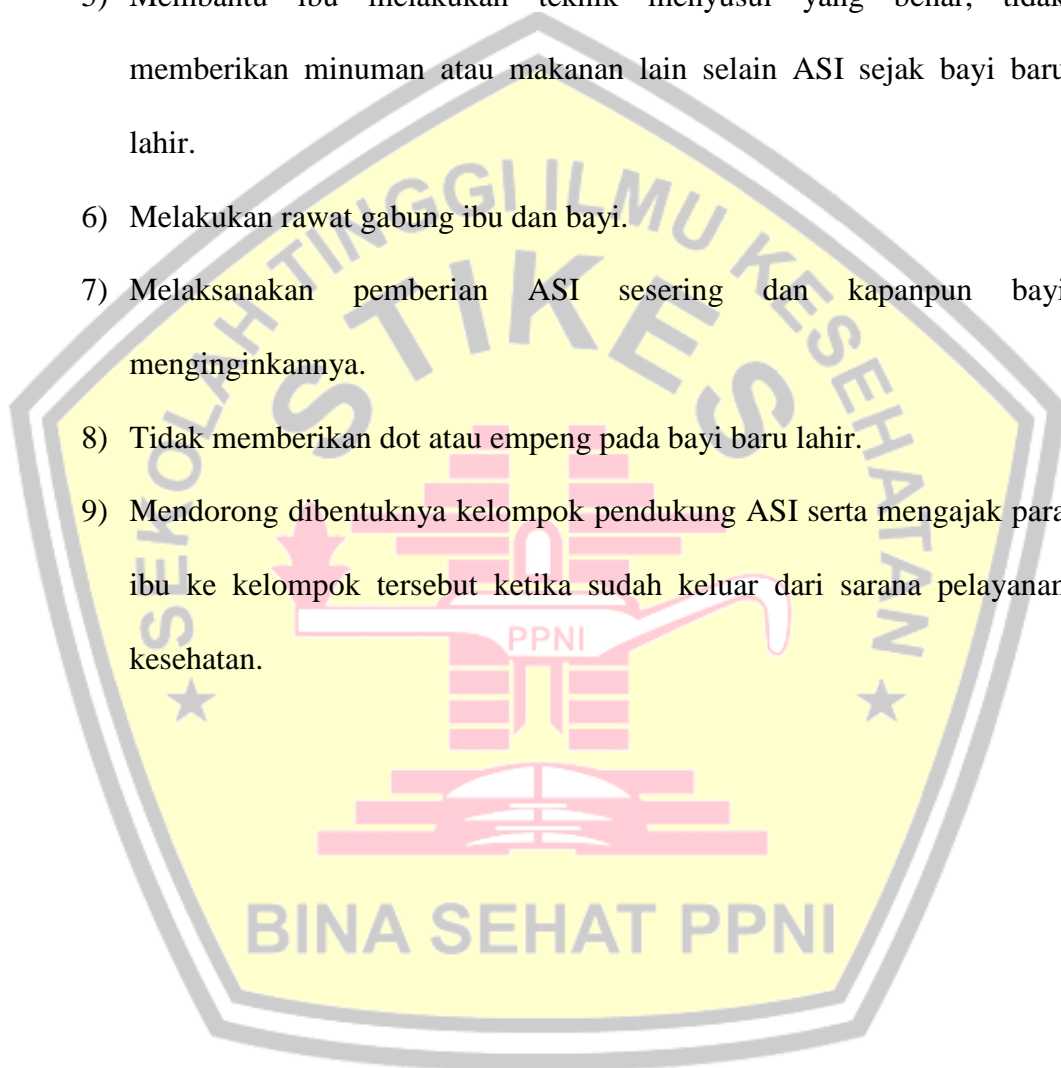 5) Membantu ibu melakukan teknik menyusui yang benar, tidak
memberikan minuman atau makanan lain selain ASI sejak bayi baru
lahir.
6) Melakukan rawat gabung ibu dan bayi.
7) Melaksanakan pemberian ASI sesering dan kapanpun bayi
menginginkannya.
8) Tidak memberikan dot atau empeng pada bayi baru lahir.
9) Mendorong dibentuknya kelompok pendukung ASI serta mengajak para
ibu ke kelompok tersebut ketika sudah keluar dari sarana pelayanan
kesehatan.
SEKOLAH TINGGI ILMU KESEHATAN
STIKES
PPNI
BINA SEHAT PPNI